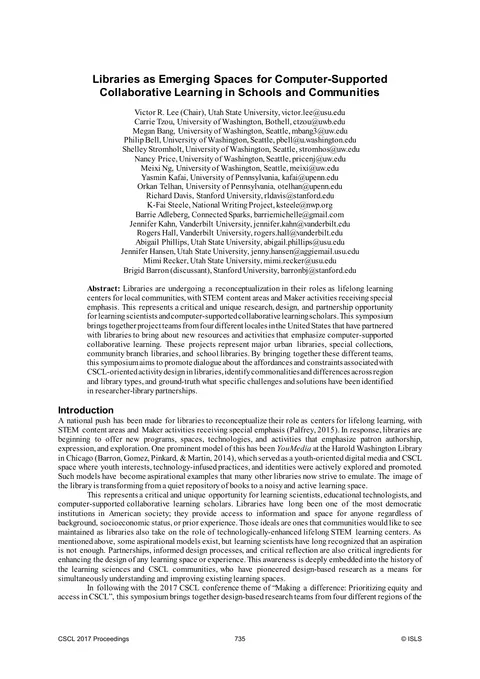 Libraries as Emerging Spaces for Computer-Supported
Collaborative Learning in Schools and Communities
Victor R. Lee (Chair), Utah State University, victor.lee@usu.edu
Carrie Tzou, University of Washington, Bothell, ctzou@uwb.edu
Megan Bang, University of Washington, Seattle, mbang3@uw.edu
Philip Bell, University of Washington, Seattle, pbell@u.washington.edu
Shelley Stromholt, University of Washington, Seattle, stromhos@uw.edu
Nancy Price, University of Washington, Seattle, pricenj@uw.edu
Meixi Ng, University of Washington, Seattle, meixi@uw.edu
Yasmin Kafai, University of Pennsylvania, kafai@upenn.edu
Orkan Telhan, University of Pennsylvania, otelhan@upenn.edu
Richard Davis, Stanford University, rldavis@stanford.edu
K-Fai Steele, National Writing Project, ksteele@nwp.org
Barrie Adleberg, Connected Sparks, barriemichelle@gmail.com
Jennifer Kahn, Vanderbilt University, jennifer.kahn@vanderbilt.edu
Rogers Hall, Vanderbilt University, rogers.hall@vanderbilt.edu
Abigail Phillips, Utah State University, abigail.phillips@usu.edu
Jennifer Hansen, Utah State University, jenny.hansen@aggiemail.usu.edu
Mimi Recker, Utah State University, mimi.recker@usu.edu
Brigid Barron (discussant), Stanford University, barronbj@stanford.edu
Abstract: Libraries are undergoing a reconceptualization in their roles as lifelong learning
centers for local communities, with STEM content areas and Maker activities receiving special
emphasis. This represents a critical and unique research, design, and partnership opportunity
for learning scientists and computer-supported collaborative learning scholars. This symposium
brings together project teams from four different locales in the United States that have partnered
with libraries to bring about new resources and activities that emphasize computer-supported
collaborative learning. These projects represent major urban libraries, special collections,
community branch libraries, and school libraries. By bringing together these different teams,
this symposium aims to promote dialogue about the affordances and constraints associated with
CSCL-oriented activity design in libraries, identify commonalities and differences across region
and library types, and ground-truth what specific challenges and solutions have been identified
in researcher-library partnerships.
Introduction
A national push has been made for libraries to reconceptualize their role as centers for lifelong learning, with
STEM content areas and Maker activities receiving special emphasis (Palfrey, 2015). In response, libraries are
beginning to offer new programs, spaces, technologies, and activities that emphasize patron authorship,
expression, and exploration. One prominent model of this has been YouMedia at the Harold Washington Library
in Chicago (Barron, Gomez, Pinkard, & Martin, 2014), which served as a youth-oriented digital media and CSCL
space where youth interests, technology-infused practices, and identities were actively explored and promoted.
Such models have become aspirational examples that many other libraries now strive to emulate. The image of
the library is transforming from a quiet repository of books to a noisy and active learning space.
This represents a critical and unique opportunity for learning scientists, educational technologists, and
computer-supported collaborative learning scholars. Libraries have long been one of the most democratic
institutions in American society; they provide access to information and space for anyone regardless of
background, socioeconomic status, or prior experience. Those ideals are ones that communities would like to see
maintained as libraries also take on the role of technologically-enhanced lifelong STEM learning centers. As
mentioned above, some aspirational models exist, but learning scientists have long recognized that an aspiration
is not enough. Partnerships, informed design processes, and critical reflection are also critical ingredients for
enhancing the design of any learning space or experience. This awareness is deeply embedded into the history of
the learning sciences and CSCL communities, who have pioneered design-based research as a means for
simultaneously understanding and improving existing learning spaces.
In following with the 2017 CSCL conference theme of “Making a difference: Prioritizing equity and
access in CSCL”, this symposium brings together design-based research teams from four different regions of the
CSCL 2017 Proceedings
735
© ISLS